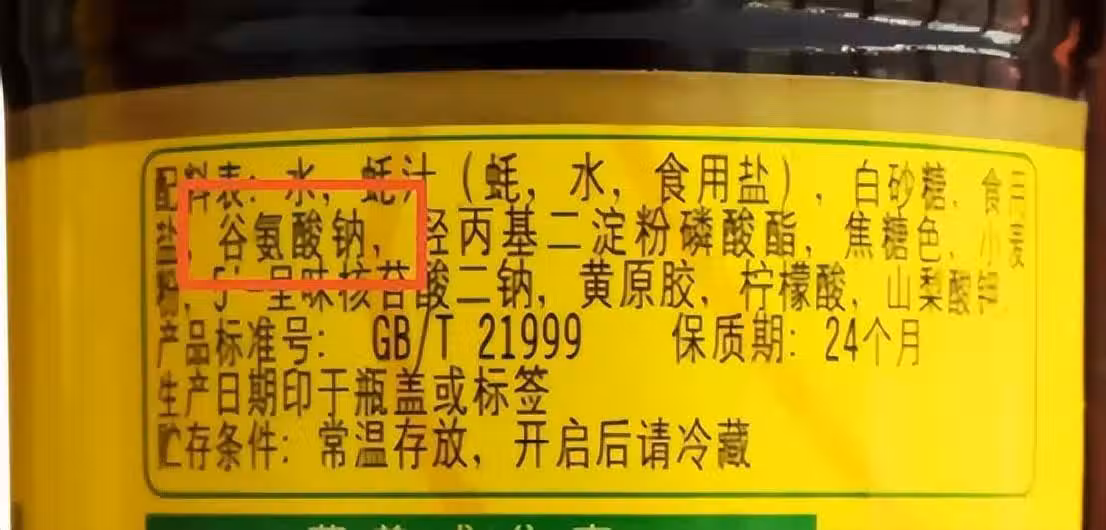 配料表：水，蚝汁（蚝，水，食用盐），白砂糖，食用
盐，谷氨酸钠，羟丙基二淀粉磷酸酯，焦糖色，小麦
粉，5'-呈味核苷酸二钠，黄原胶，柠檬酸，山梨酸钾
产品标准号：GB/T 21999 保质期：24个月
生产日期印于瓶盖或标签
贮存条件：常温存放，开启后请冷藏